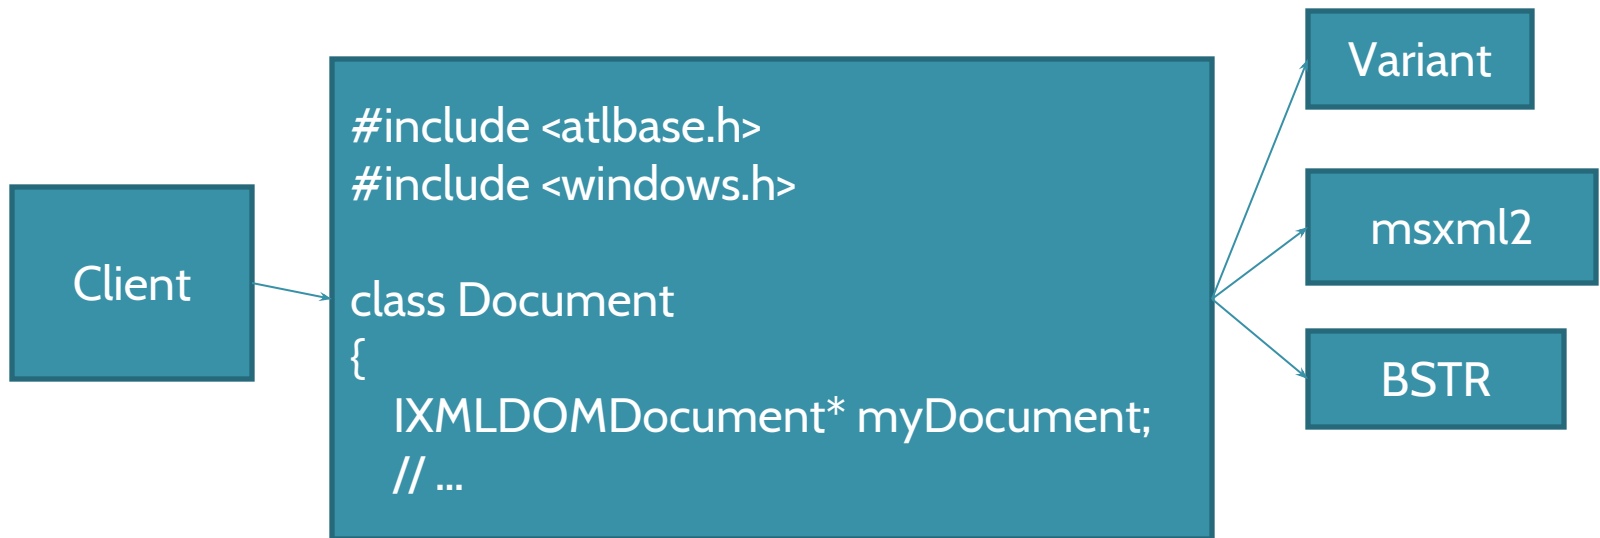 Client
#include <atlbase.h>
#include <windows.h>
class Document
{
IXMLDOMDocument* myDocument;
// ...
Variant
msxml2
BSTR